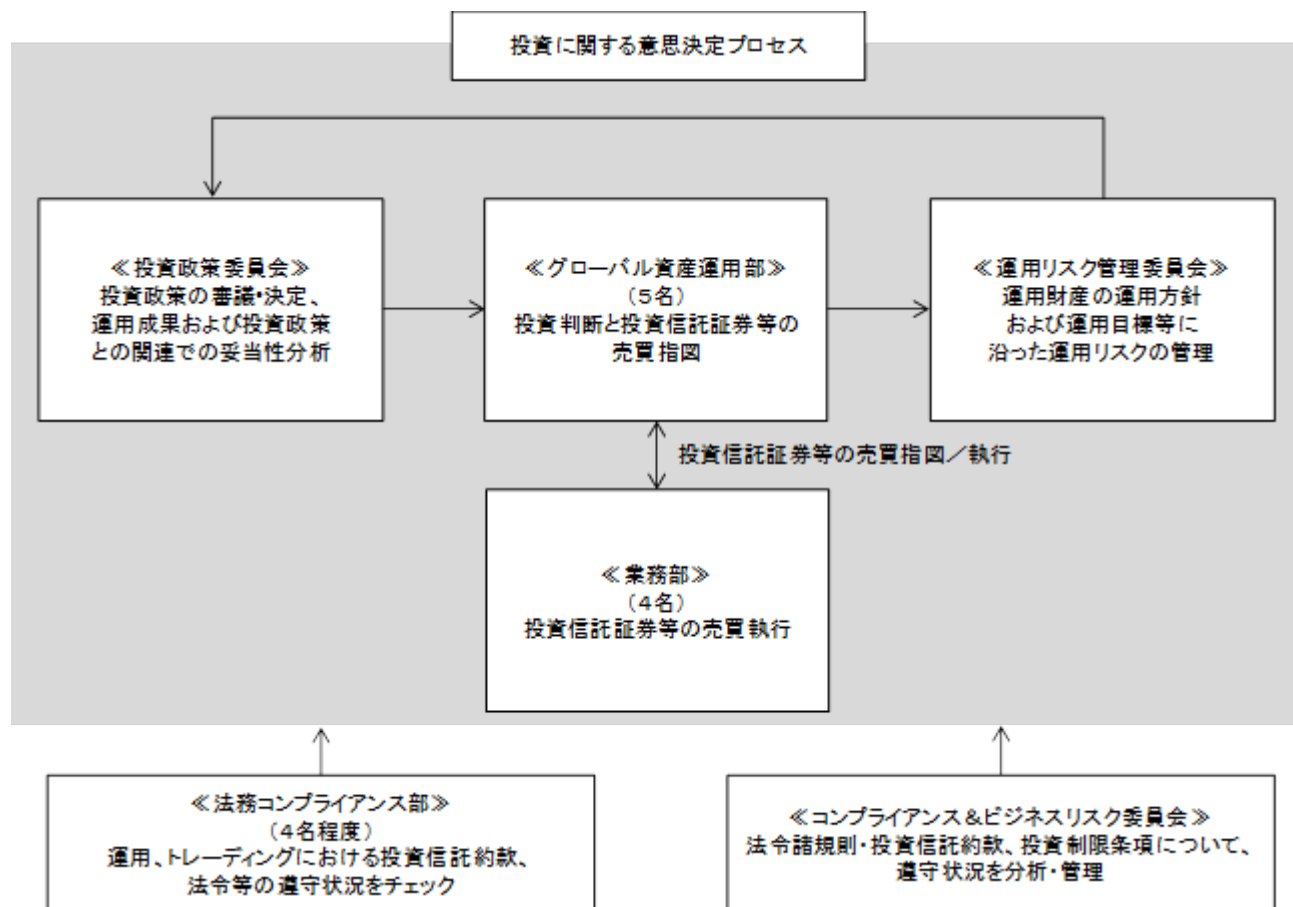 投資に関する意思決定プロセス
≪投資政策委員会≫
投資政策の審議・決定、
運用成果および投資政策
との関連での妥当性分析
≪グローバル資産運用部≫
(5名)
投資判断と投資信託証券等の
売買指図
≪運用リスク管理委員会≫
運用財産の運用方針
および運用目標等に
沿った運用リスクの管理
投資信託証券等の売買指図/執行
≪業務部≫
(4名)
投資信託証券等の売買執行
≪法務コンプライアンス部≫
(4名程度)
運用、トレーディングにおける投資信託約款、
法令等の遵守状況をチェック
≪コンプライアンス&ビジネスリスク委員会≫
法令諸規則・投資信託約款、投資制限条項について、
遵守状況を分析・管理